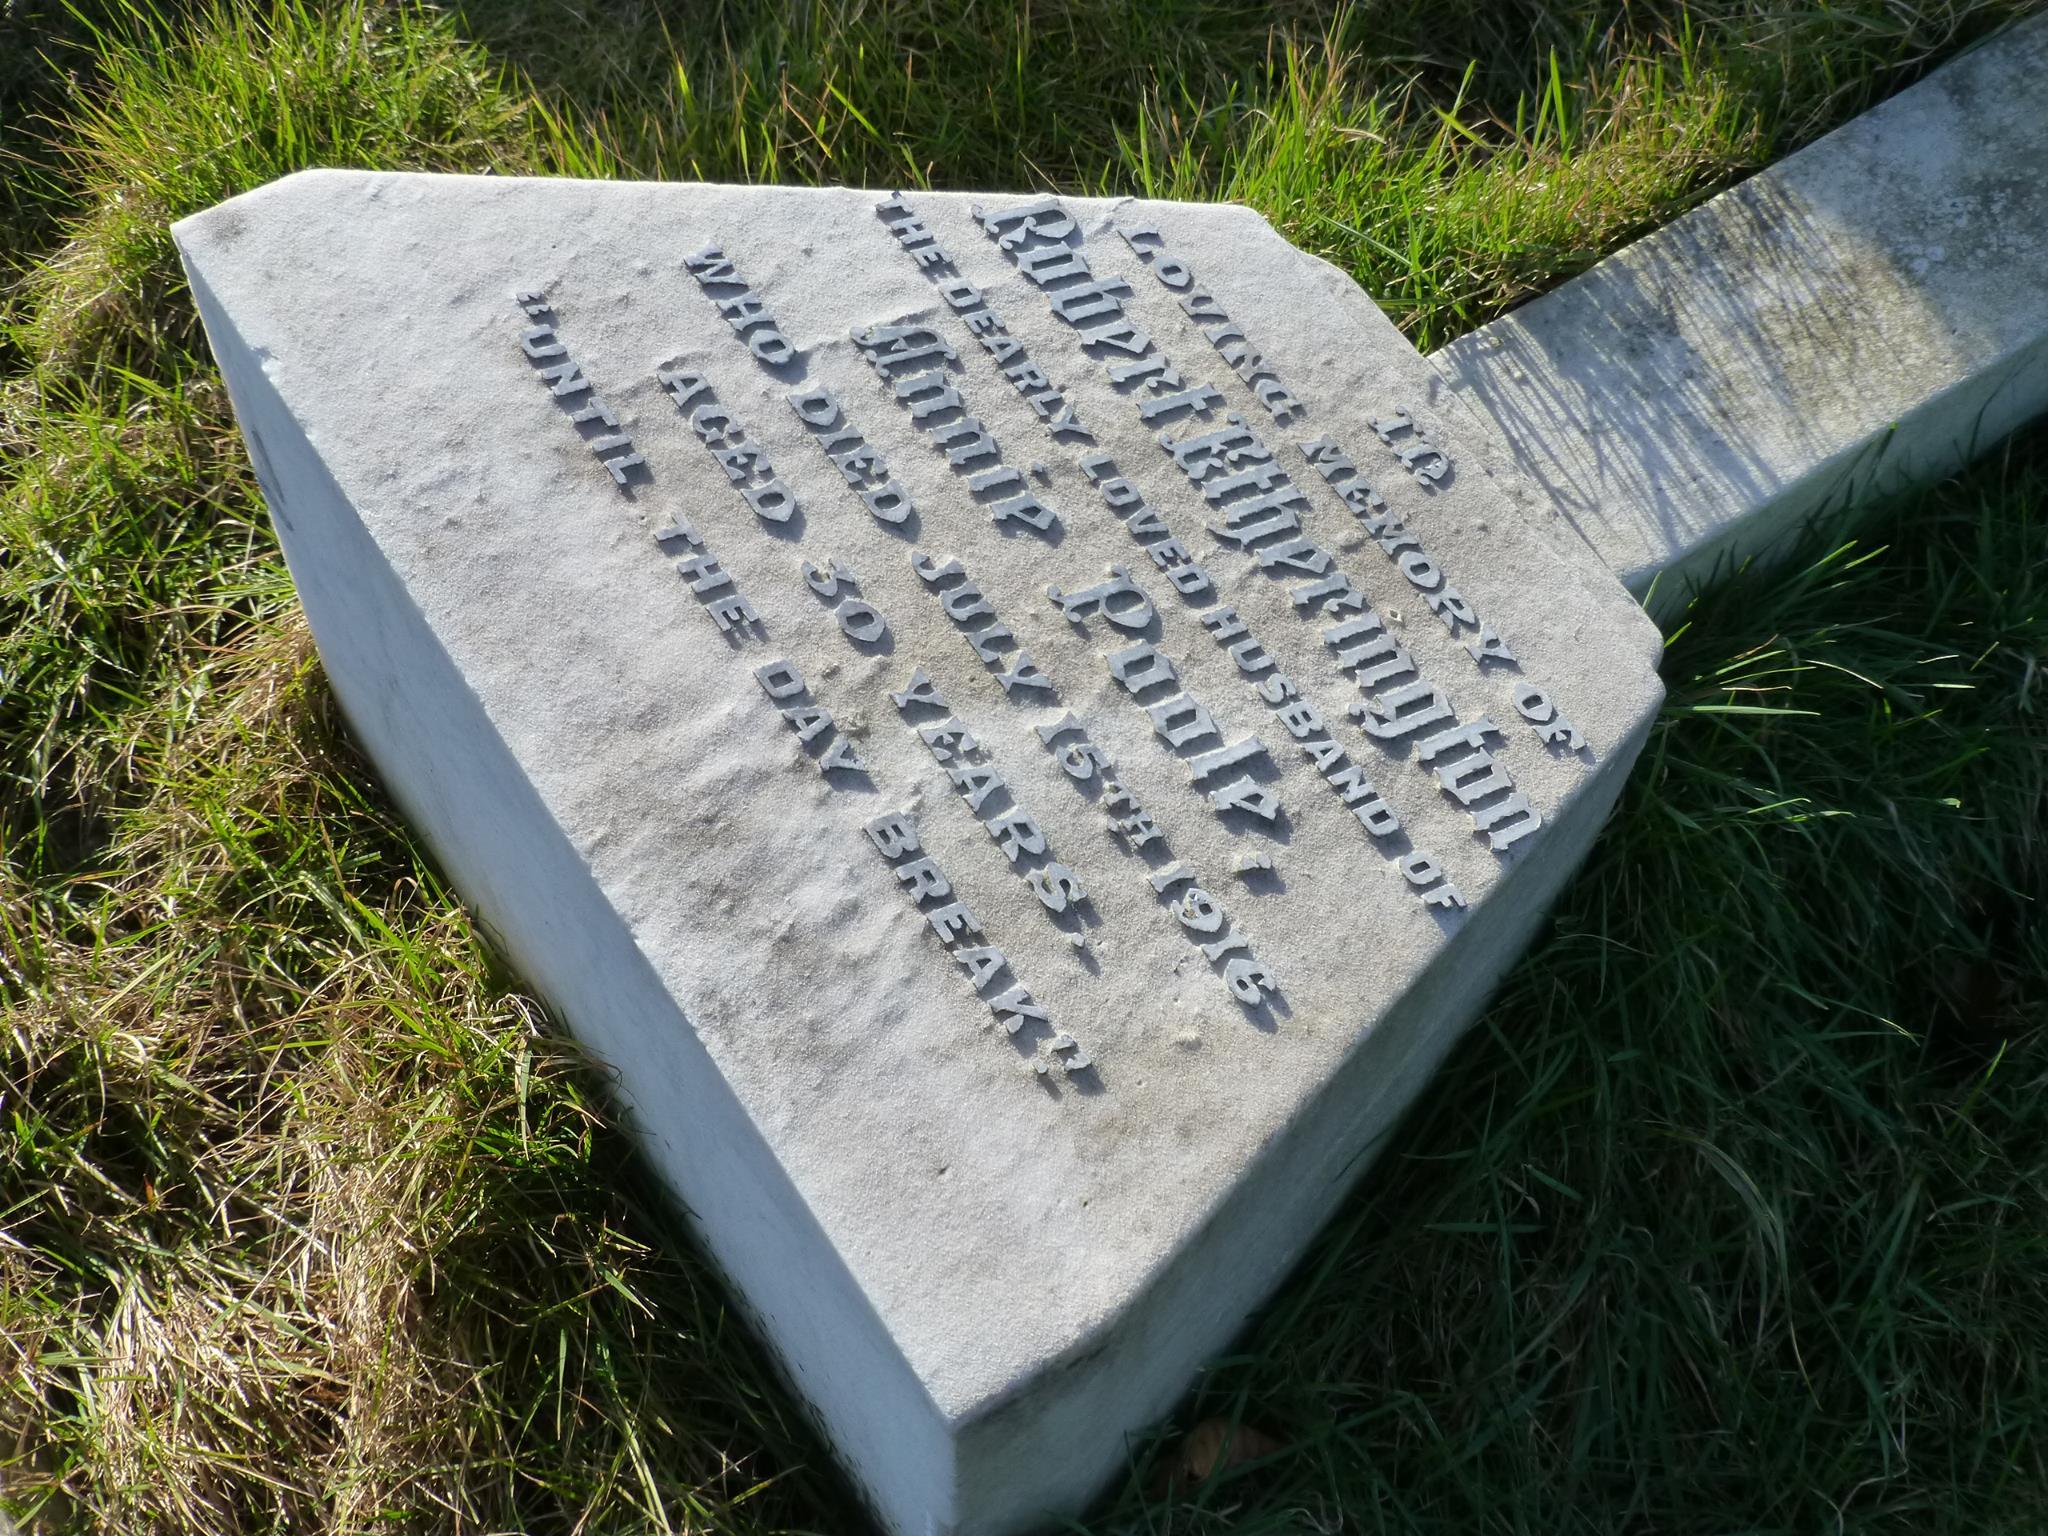 In
LOVING MEMORY OF
Robert Etherington
THE DEARLY LOVED HUSBAND OF
Annie Poole.
WHO DIED JULY 15TH 1916
AGED 30 YEARS.
"UNTIL THE DAY BREAK."